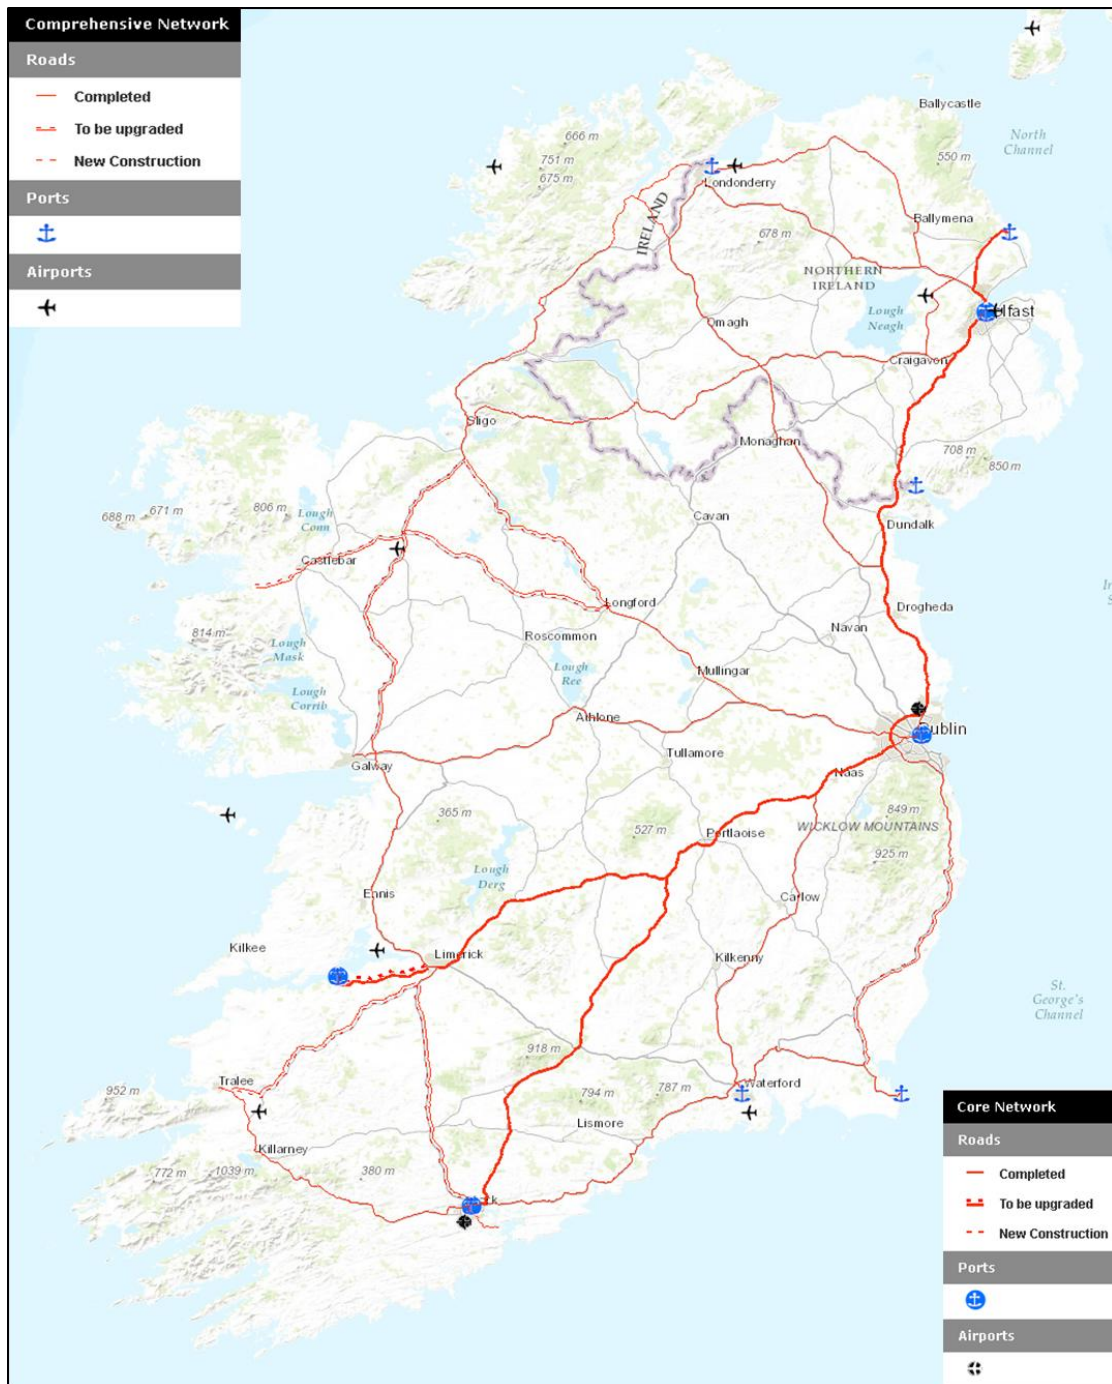 Comprehensive Network
Roads
Completed
To be upgraded
New Construction
Ports
Airports
Ballycastle
North
Channel
666 m
751 m
675 m
550 m
Londonderry
IRELAND
Ballymena
678 m
NORTHERN
IRELAND
Lough
Neagh
lfast
Omagh
Craigavon
Sligo
Monaghan
708 m
850 m
688 m
671 m
806 m
Lough
Conn
Cavan
Dundalk
Castlebar
Longford
Drogheda
814 m
Lough
Mask
Roscommon
Navan
Lough
Ree
Mullingar
Lough
Corrib
Athlone
ublin
Tullamore
Galway
Naas
365 m
527 m
849 m
Portlaoise
WICKLOW MOUNTAINS
925 m
Lough
Derg
Ennis
Carlow
Kilkee
Limerick
Kilkenny
St.
George's
Channel
918 m
Tralee
952 m
794 m
787 m
Waterford
Lismore
Killarney
772 m
1039 m
380 m
Core Network
Roads
Completed
To be upgraded
New Construction
Ports
Airports